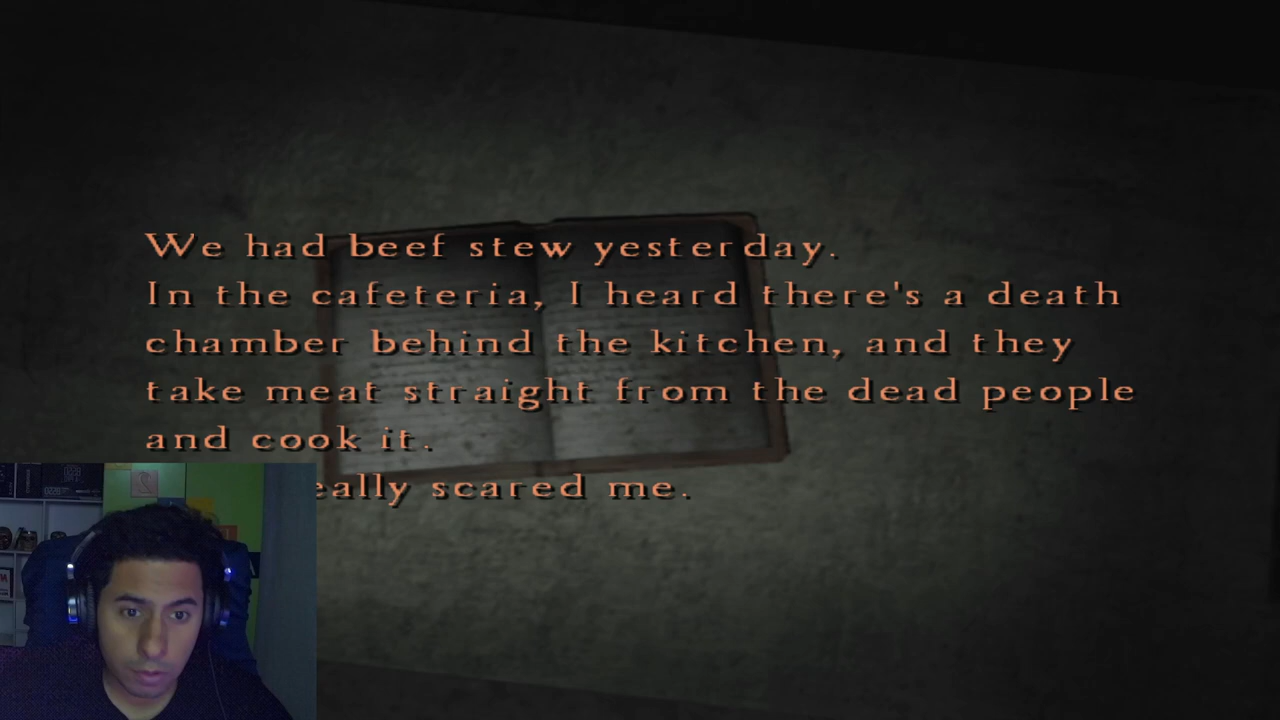 We had beef stew yesterday.
In the cafeteria, I heard there's a death
chamber behind the kitchen, and they
take meat straight from the dead people
and cook it.
scared me.